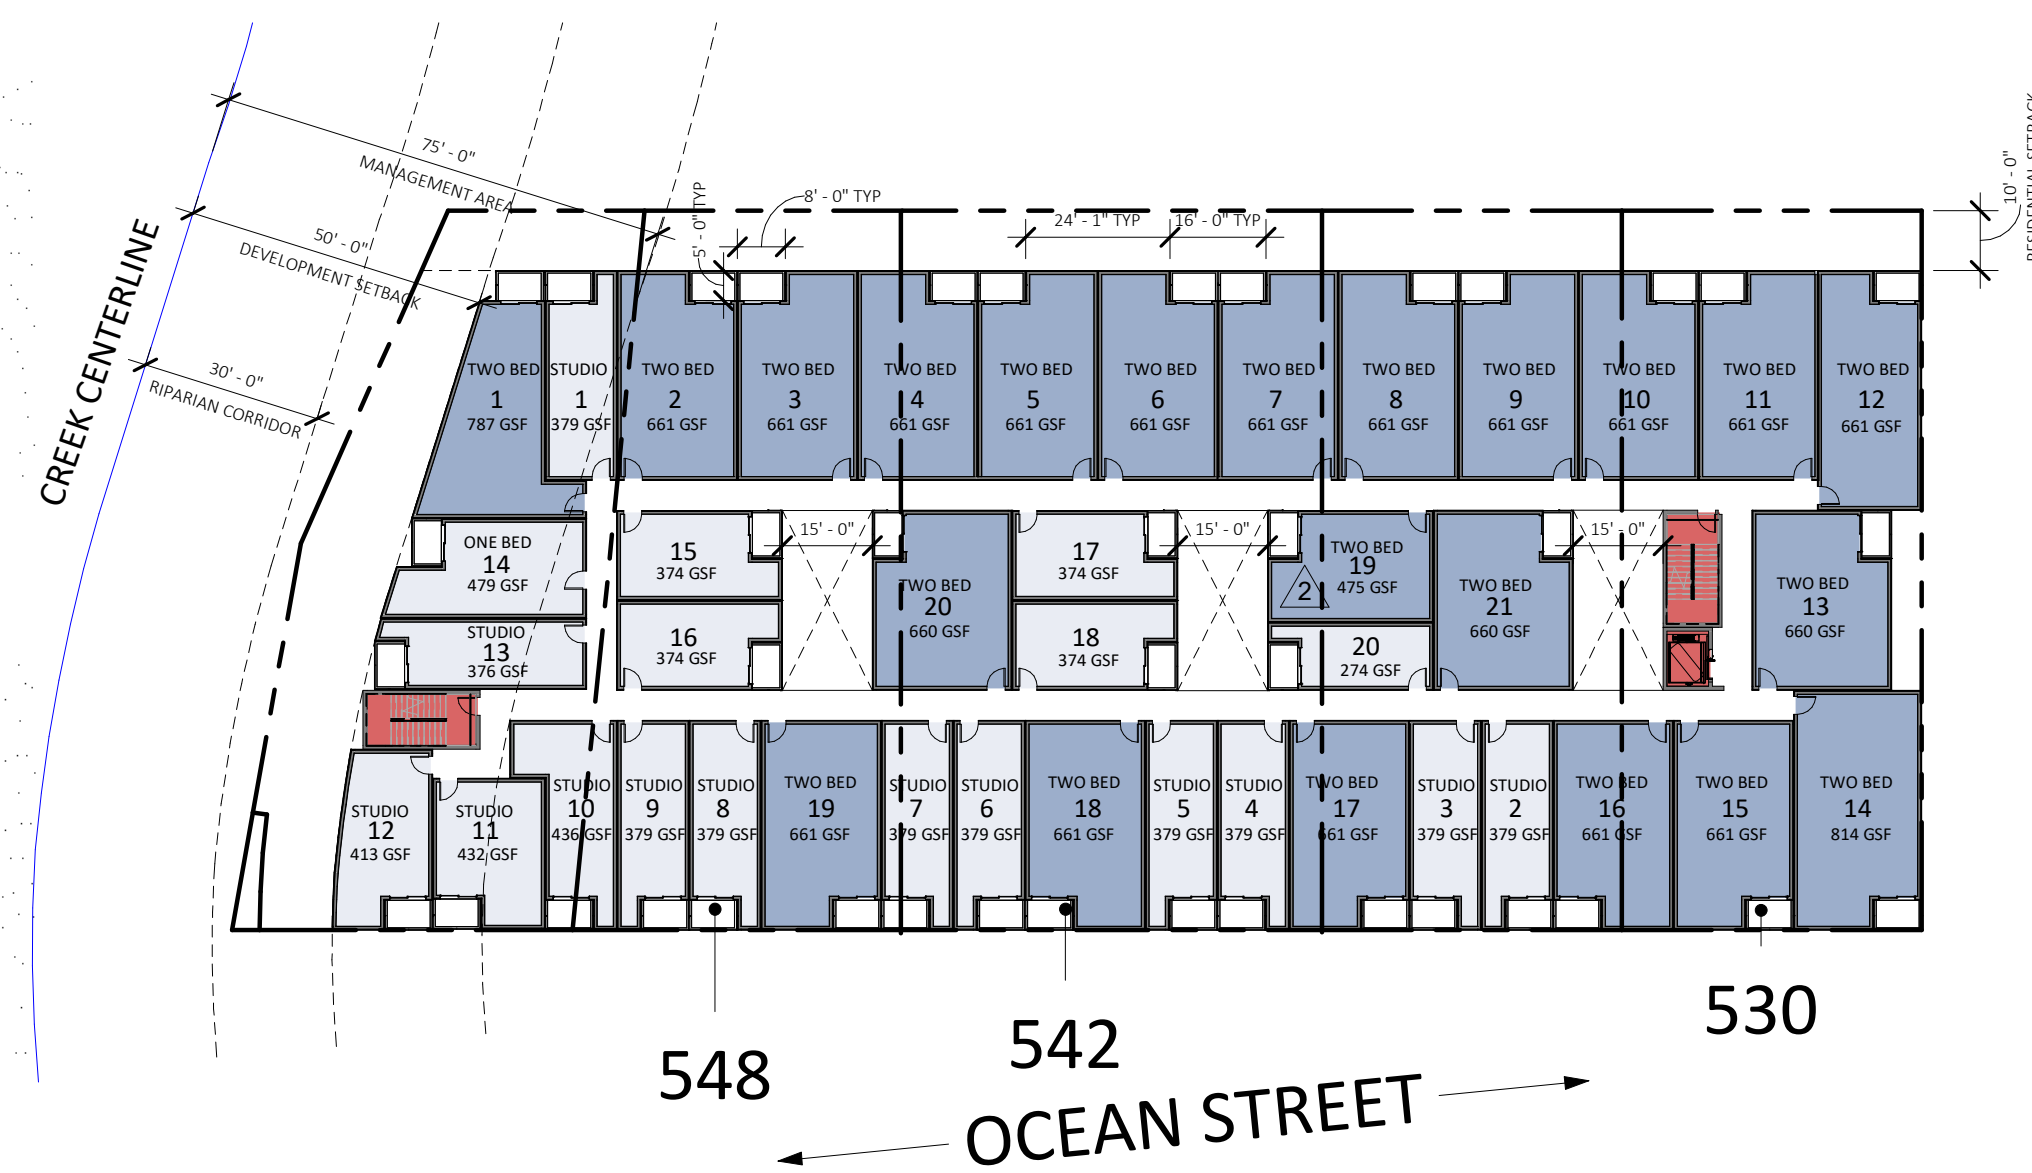 75' - 0"
MANAGEMENT AREA
50' - 0"
DEVELOPMENT SETBACK
30' - 0"
RIPARIAN CORRIDOR
CREEK CENTERLINE
5' - 0" TYP
8' - 0" TYP
24' - 1" TYP
16' - 0" TYP
10' - 0"
RESIDENTIAL SETBACK
TWO BED
1
787 GSF
STUDIO
1
379 GSF
TWO BED
2
661 GSF
TWO BED
3
661 GSF
TWO BED
4
661 GSF
TWO BED
5
661 GSF
TWO BED
6
661 GSF
TWO BED
7
661 GSF
TWO BED
8
661 GSF
TWO BED
9
661 GSF
TWO BED
10
661 GSF
TWO BED
11
661 GSF
TWO BED
12
661 GSF
ONE BED
14
479 GSF
STUDIO
13
376 GSF
15
374 GSF
16
374 GSF
15' - 0"
TWO BED
20
660 GSF
17
374 GSF
18
374 GSF
15' - 0"
TWO BED
19
475 GSF
2
20
274 GSF
TWO BED
21
660 GSF
15' - 0"
TWO BED
13
660 GSF
STUDIO
12
413 GSF
STUDIO
11
432 GSF
STUDIO
10
436 GSF
STUDIO
9
379 GSF
STUDIO
8
379 GSF
TWO BED
19
661 GSF
STUDIO
7
379 GSF
STUDIO
6
379 GSF
TWO BED
18
661 GSF
STUDIO
5
379 GSF
STUDIO
4
379 GSF
TWO BED
17
661 GSF
STUDIO
3
379 GSF
STUDIO
2
379 GSF
TWO BED
16
661 GSF
TWO BED
15
661 GSF
TWO BED
14
814 GSF
548
542
530
OCEAN STREET